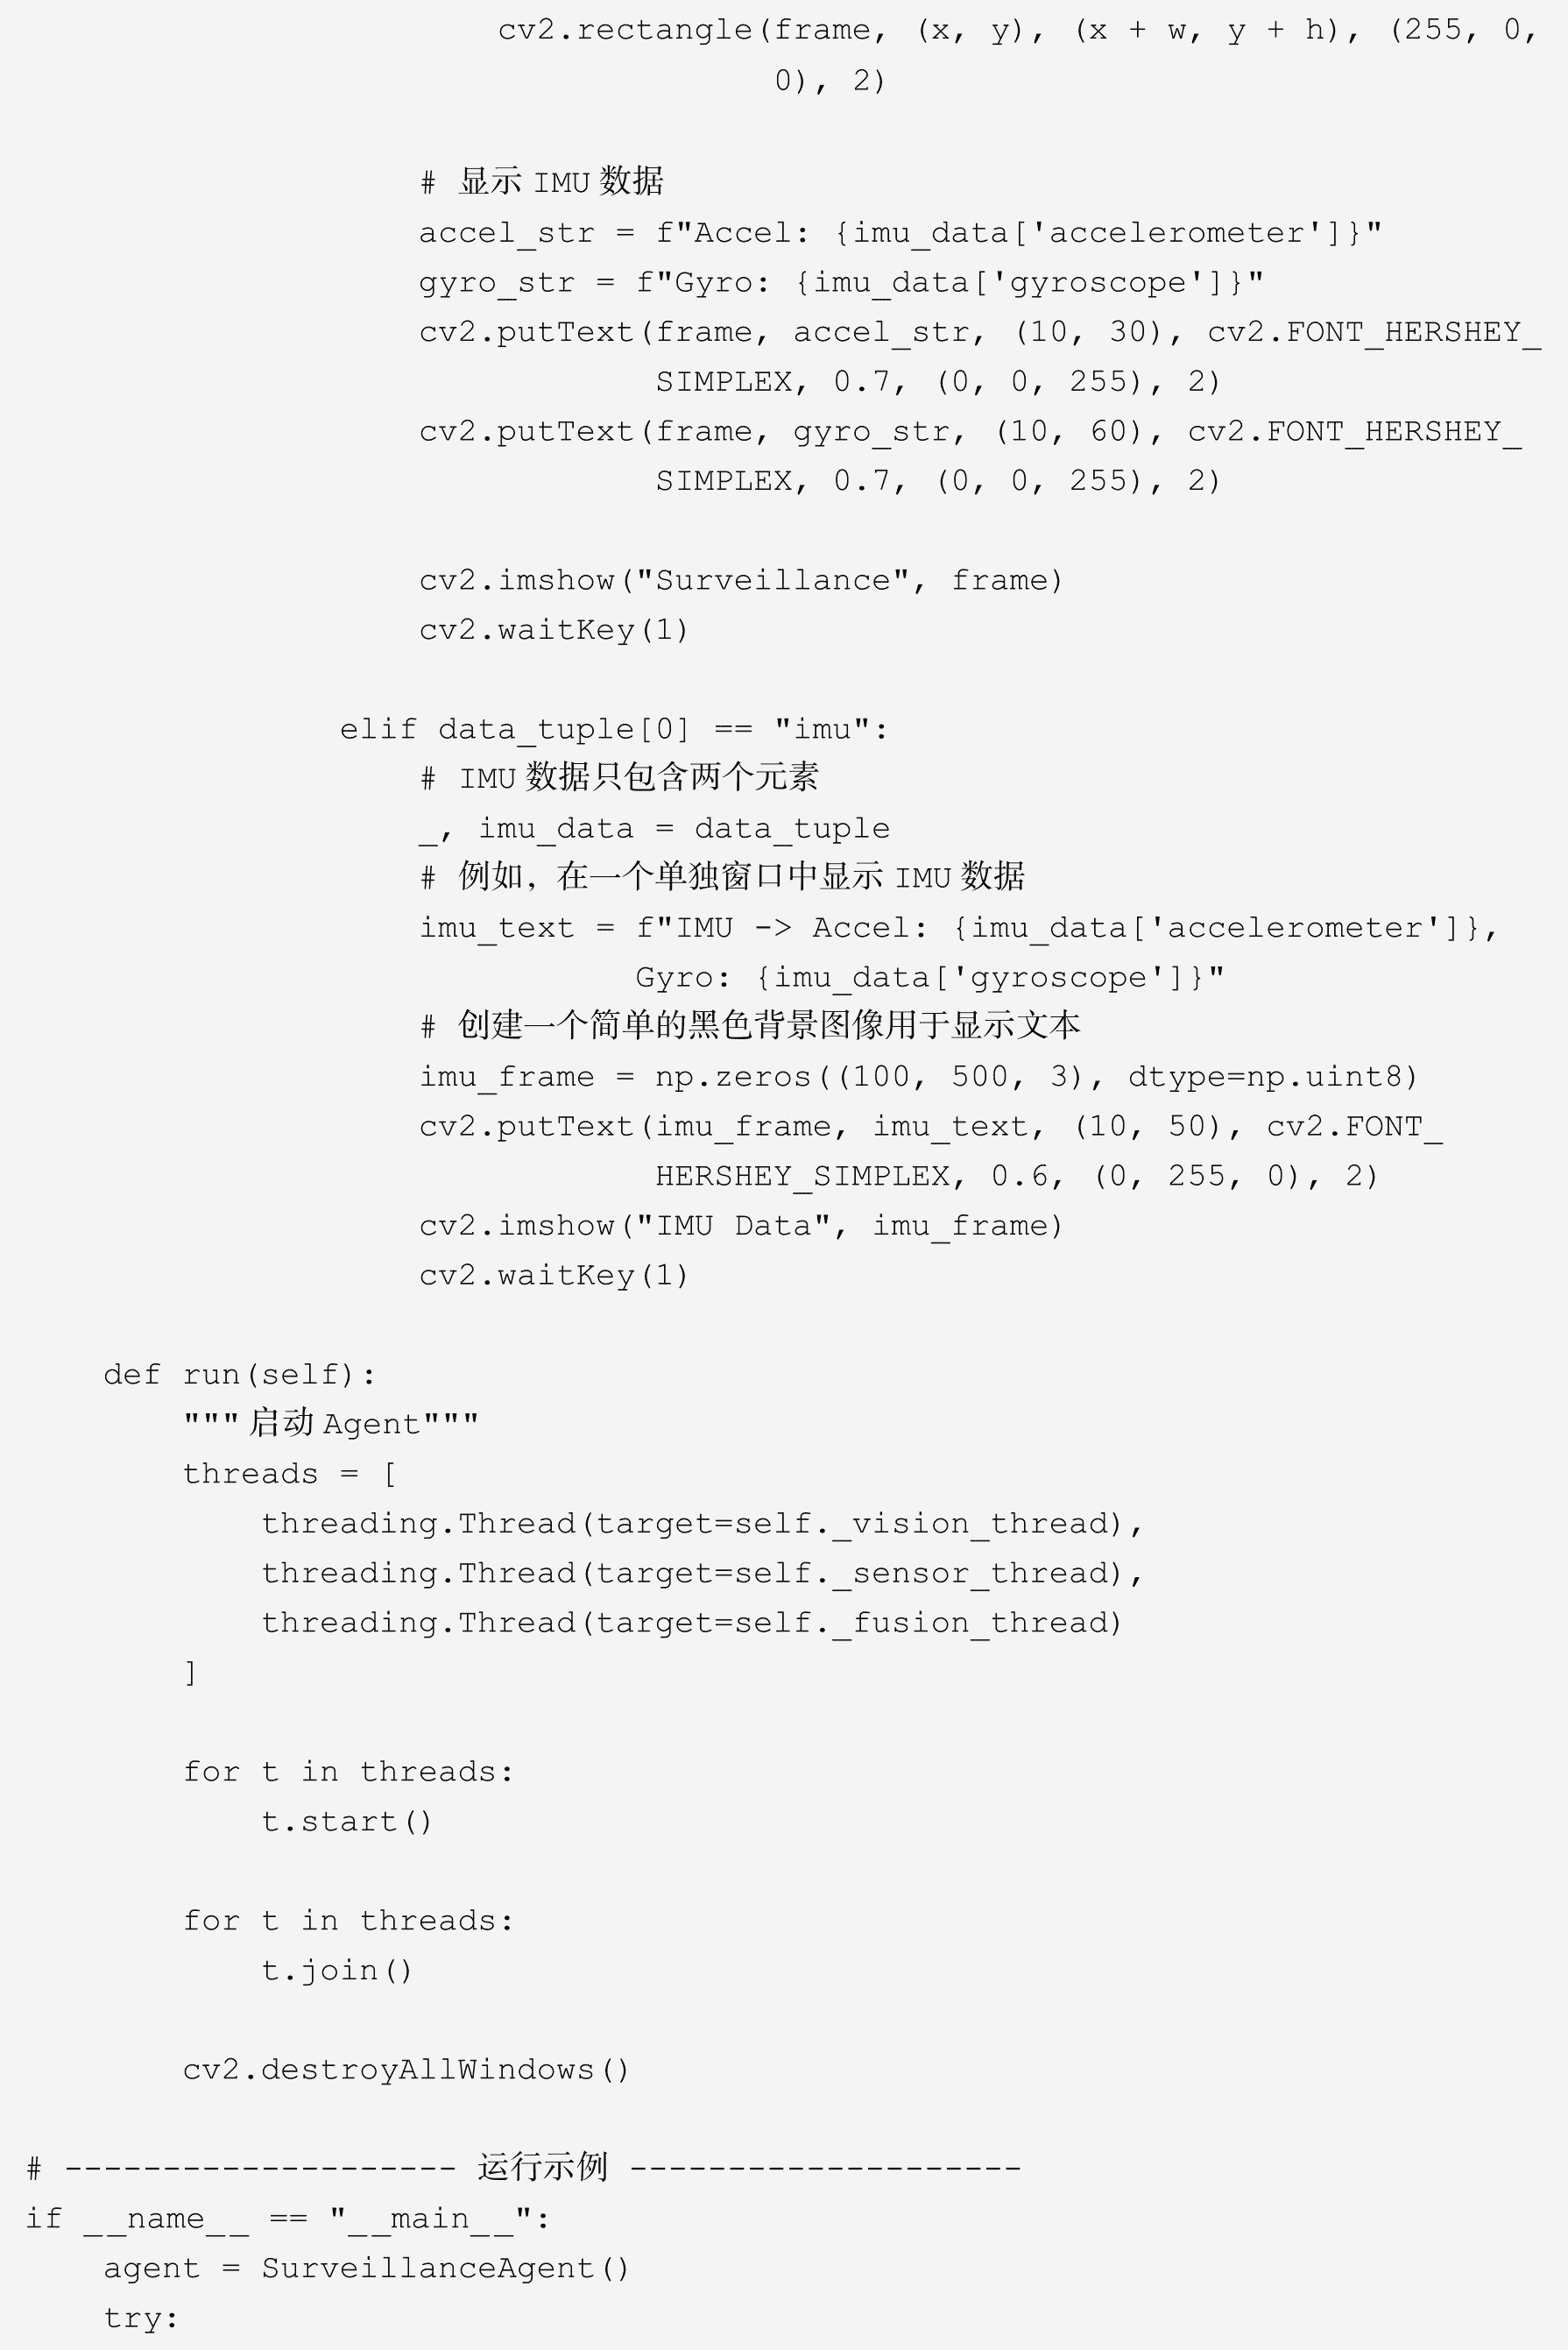 cv2.rectangle(frame, (x, y), (x + w, y + h), (255, 0,
0), 2)
# 显示 IMU 数据
accel_str = f"Accel: {imu_data['accelerometer']}"
gyro_str = f"Gyro: {imu_data['gyroscope']}"
cv2.putText(frame, accel_str, (10, 30), cv2.FONT_HERSHEY_
SIMPLEX, 0.7, (0, 0, 255), 2)
cv2.putText(frame, gyro_str, (10, 60), cv2.FONT_HERSHEY_
SIMPLEX, 0.7, (0, 0, 255), 2)
cv2.imshow("Surveillance", frame)
cv2.waitKey(1)
elif data_tuple[0] == "imu":
# IMU 数据只包含两个元素
_, imu_data = data_tuple
# 例如，在一个单独窗口中显示 IMU 数据
imu_text = f"IMU -> Accel: {imu_data['accelerometer']},
Gyro: {imu_data['gyroscope']}"
# 创建一个简单的黑色背景图像用于显示文本
imu_frame = np.zeros((100, 500, 3), dtype=np.uint8)
cv2.putText(imu_frame, imu_text, (10, 50), cv2.FONT_
HERSHEY_SIMPLEX, 0.6, (0, 255, 0), 2)
cv2.imshow("IMU Data", imu_frame)
cv2.waitKey(1)
def run(self):
""" 启动 Agent"""
threads = [
threading.Thread(target=self._vision_thread),
threading.Thread(target=self._sensor_thread),
threading.Thread(target=self._fusion_thread)
]
for t in threads:
t.start()
for t in threads:
t.join()
cv2.destroyAllWindows()
# -------------------- 运行示例 --------------------
if __name__ == "__main__":
agent = SurveillanceAgent()
try: